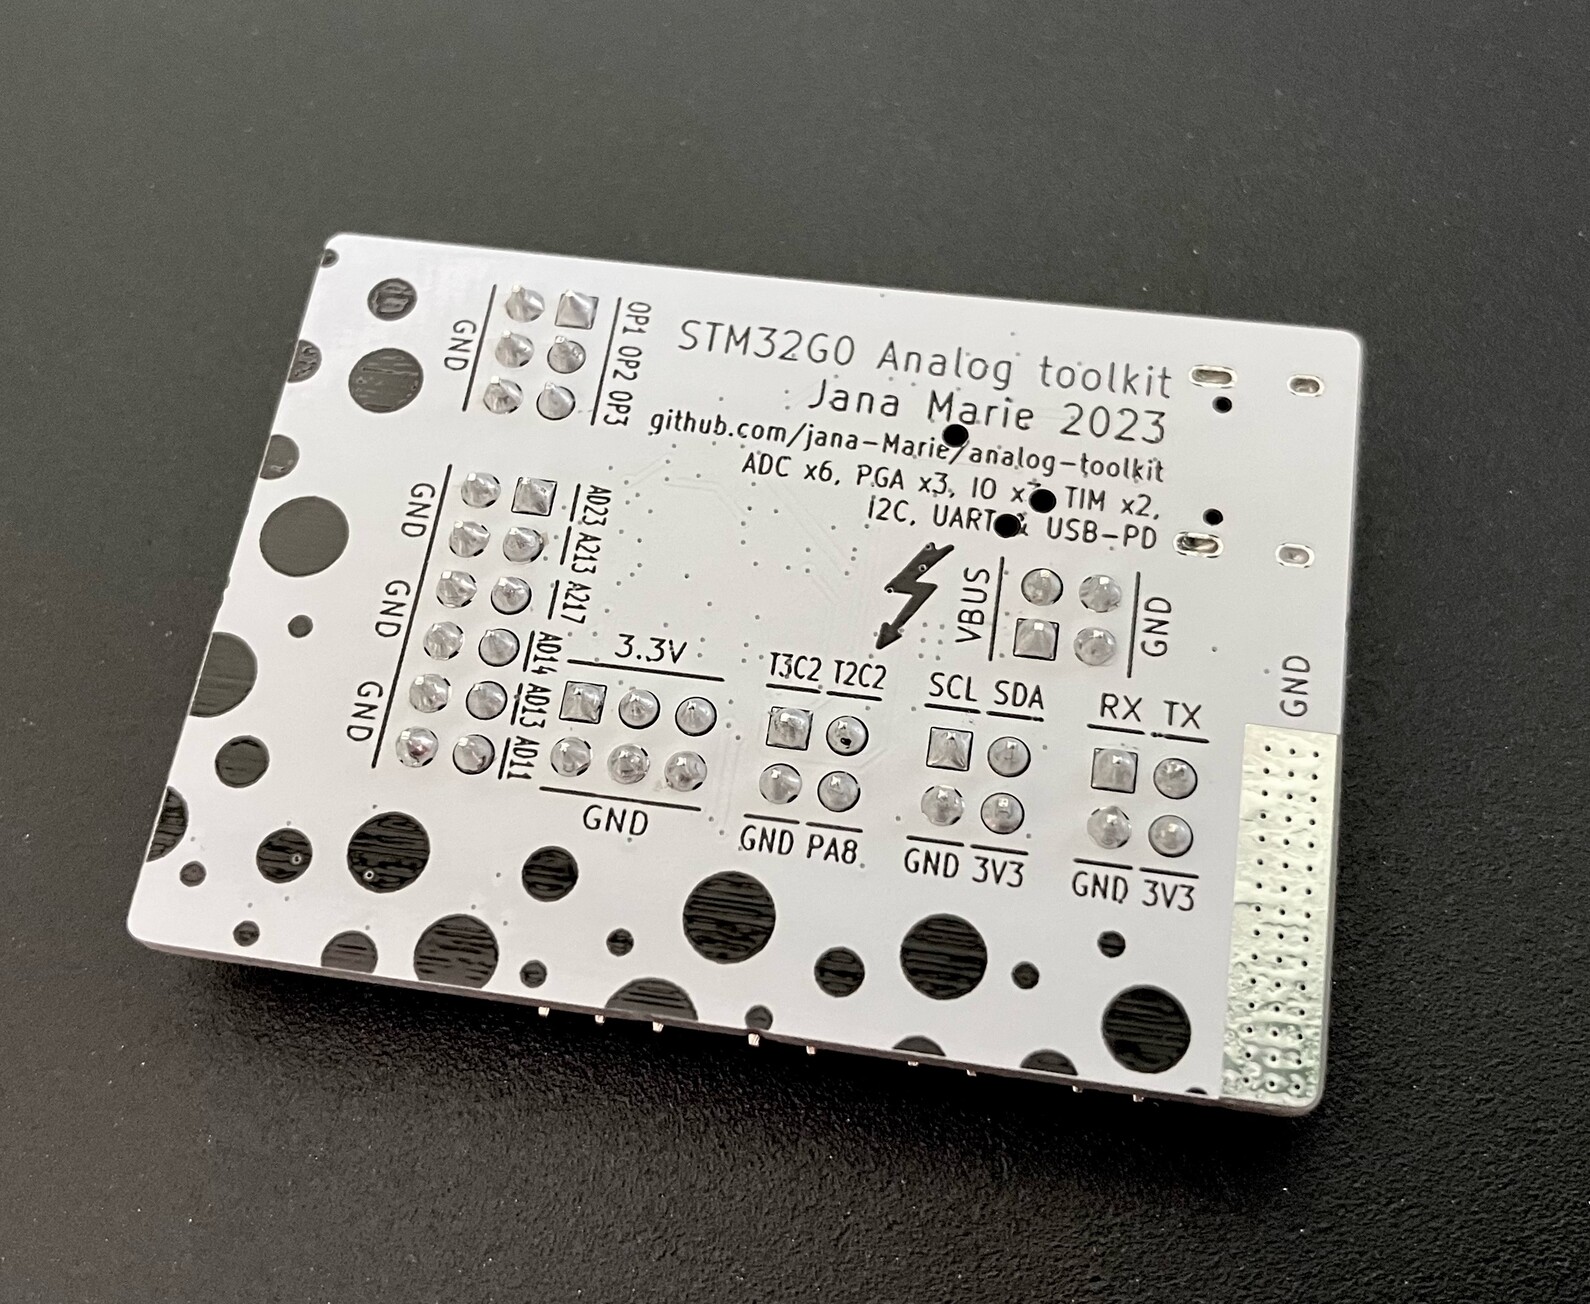 STM32G0 Analog toolkit
Jana Marie 2023
github.com/jana-Marie/analog-toolkit
ADC x6, PGA x3, IO TIM x2,
I2C, UART & USB-PD
OP1 OP2 OP3
GND
AD23 A213 A217
AD14 AD13 AD11
GND
GND
GND
3.3V
GND
T3C2 T2C2
GND PA8
VBUS
GND
SCL SDA
GND 3V3
RX TX
GND 3V3
GND